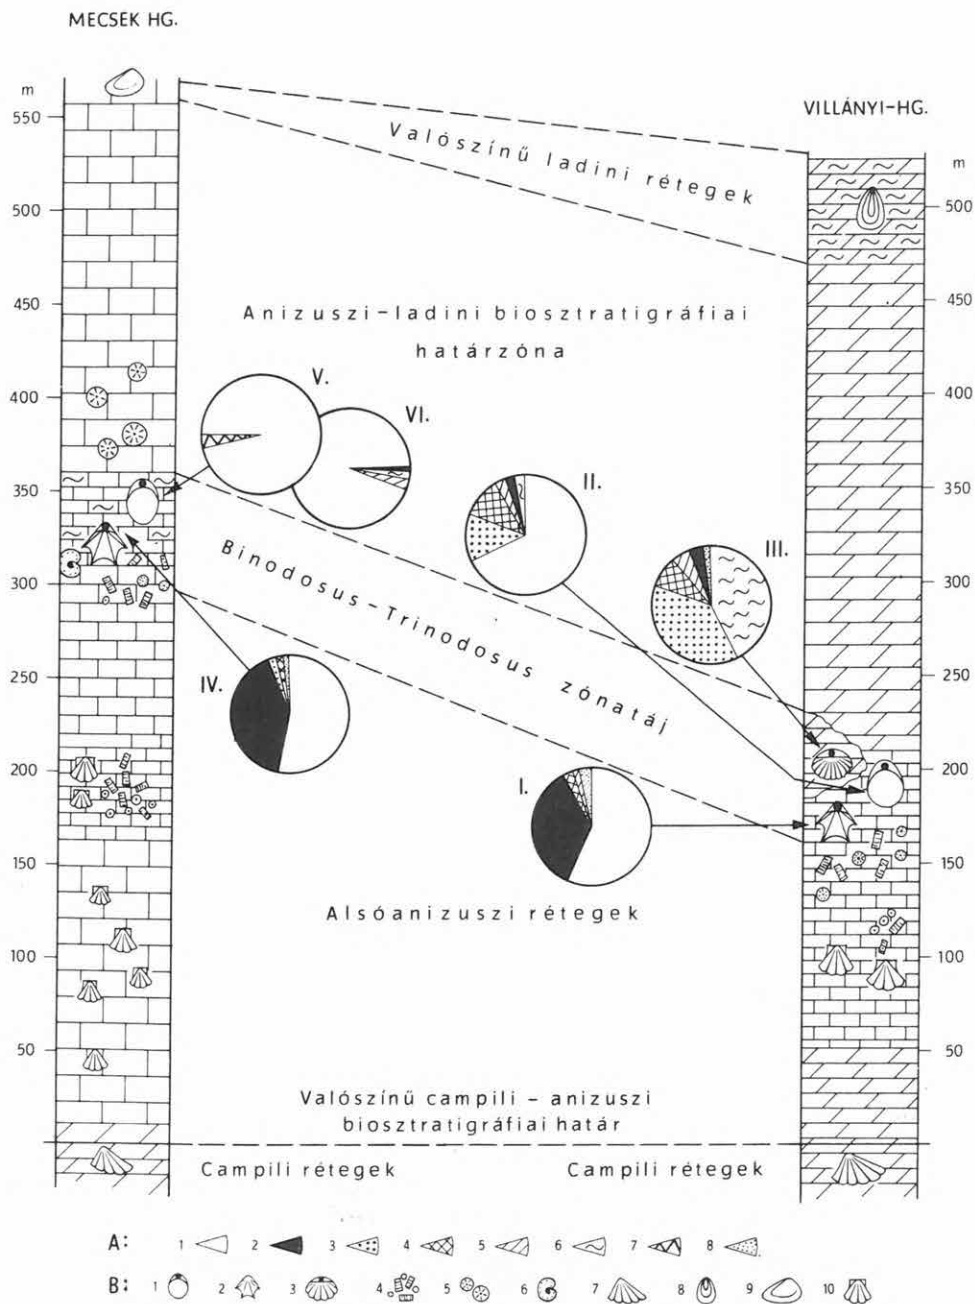 MECSEK HG.
m
550
500
450
400
350
300
250
200
150
100
50
VILLÁNYI-HG.
m
500
450
400
350
300
250
200
150
100
50
Valószínű ladini rétegek
Anizuszi-ladini biosztratigráfiai
határzóna
V.
VI.
II.
III.
Binodosus-Trinodosus zónatáj
IV.
I.
Alsóanizuszi rétegek
Valószínű campili - anizuszi
biosztratigráfiai határ
Campili rétegek
Campili rétegek
A: 1 2 3 4 5 6 7 8
B: 1 2 3 4 5 6 7 8 9 10